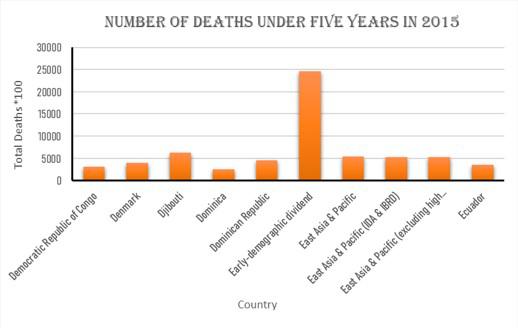 NUMBER OF DEATHS UNDER FIVE YEARS IN 2015
Total Deaths *100
30000
25000
20000
15000
10000
5000
0
Democratic Republic of Congo
Denmark
Djibouti
Dominica
Dominican Republic
Early-demographic dividend
East Asia & Pacific
East Asia & Pacific (IDA & IBRD)
East Asia & Pacific (excluding high...
Ecuador
Country